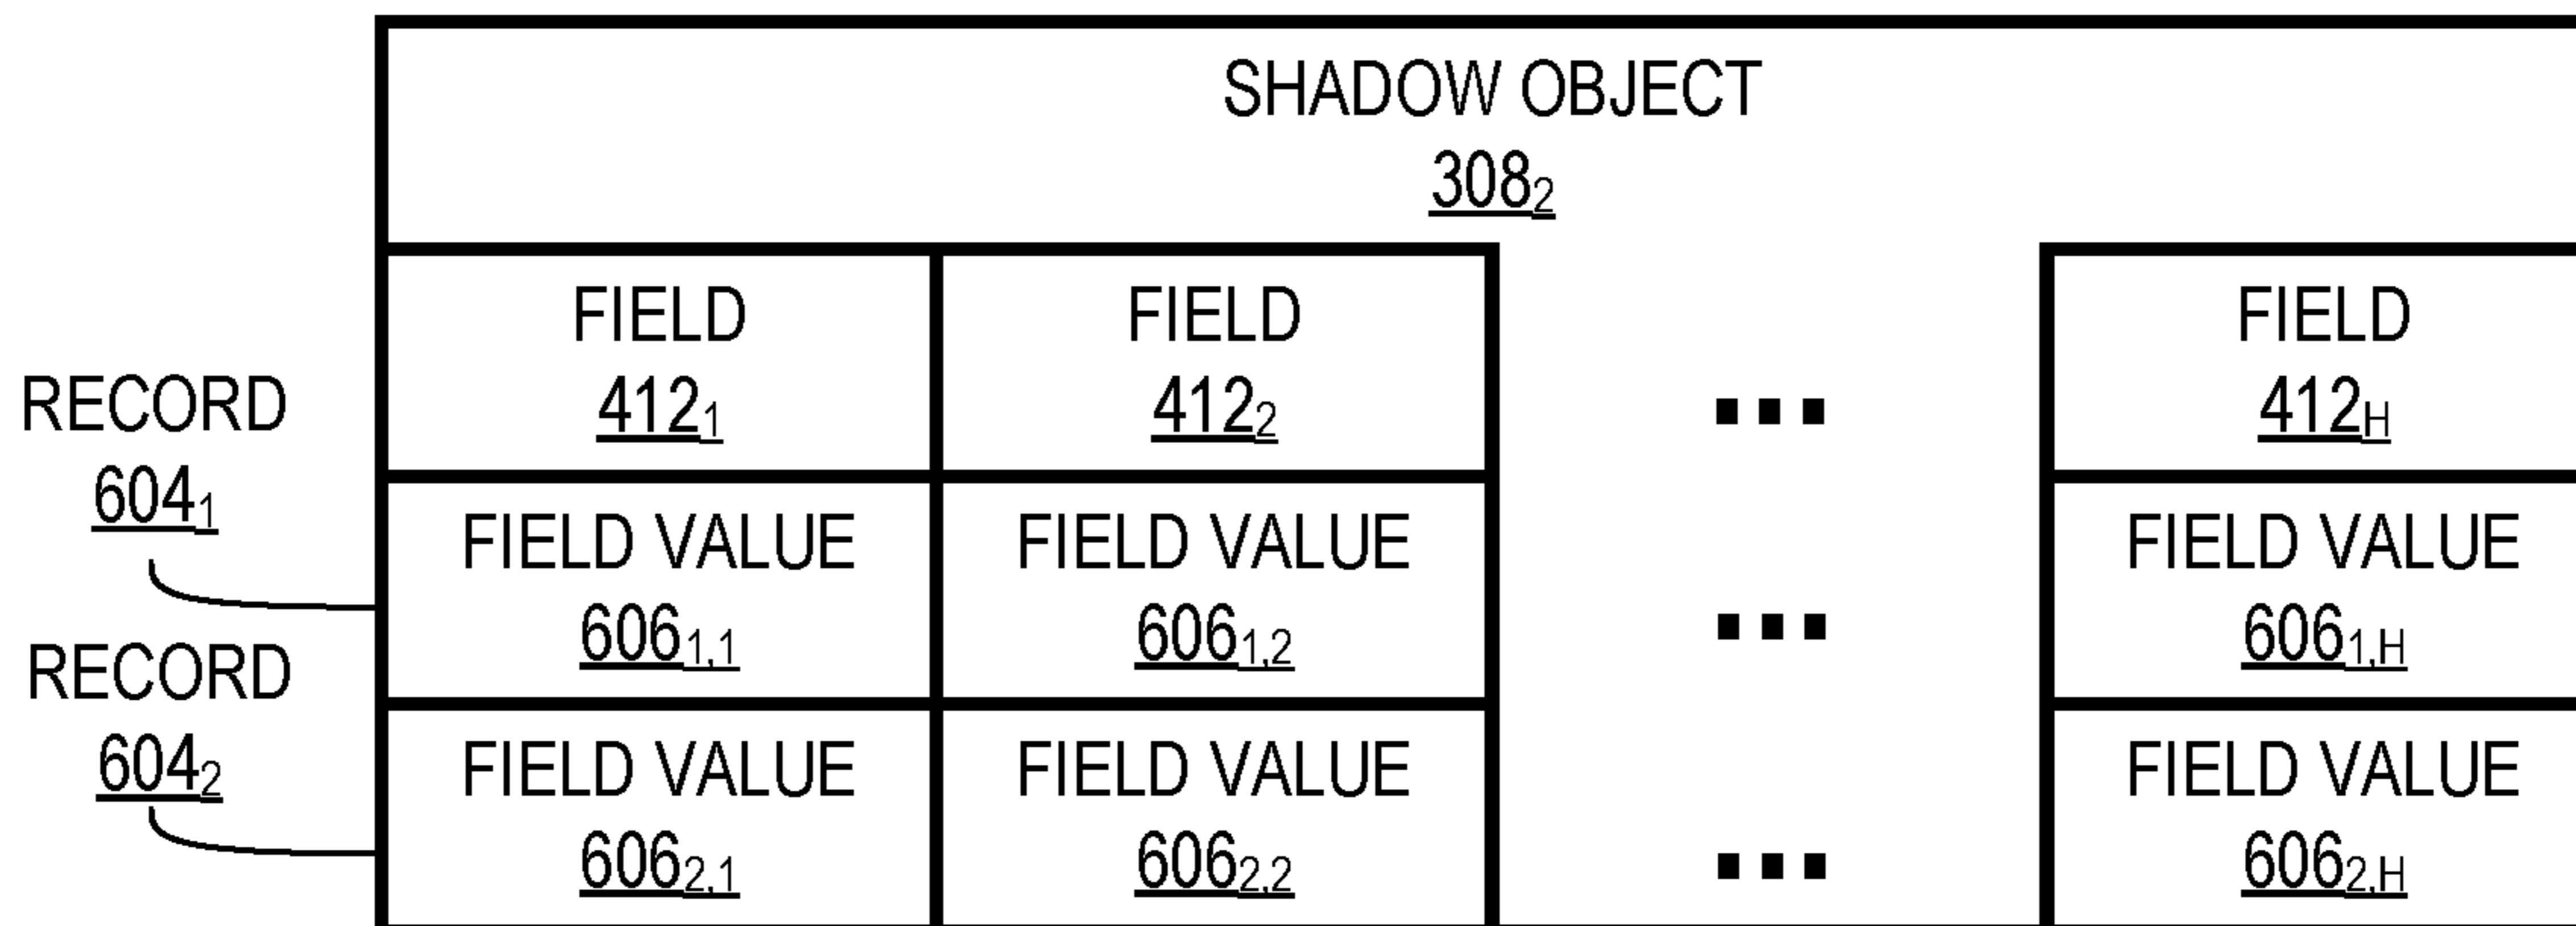 SHADOW OBJECT
308₂
FIELD FIELD FIELD
412₁ 412₂ ... 412H
RECORD
604₁
FIELD VALUE FIELD VALUE FIELD VALUE
606₁,₁ 606₁,₂ ... 606₁,H
RECORD
604₂
FIELD VALUE FIELD VALUE FIELD VALUE
606₂,₁ 606₂,₂ ... 606₂,H